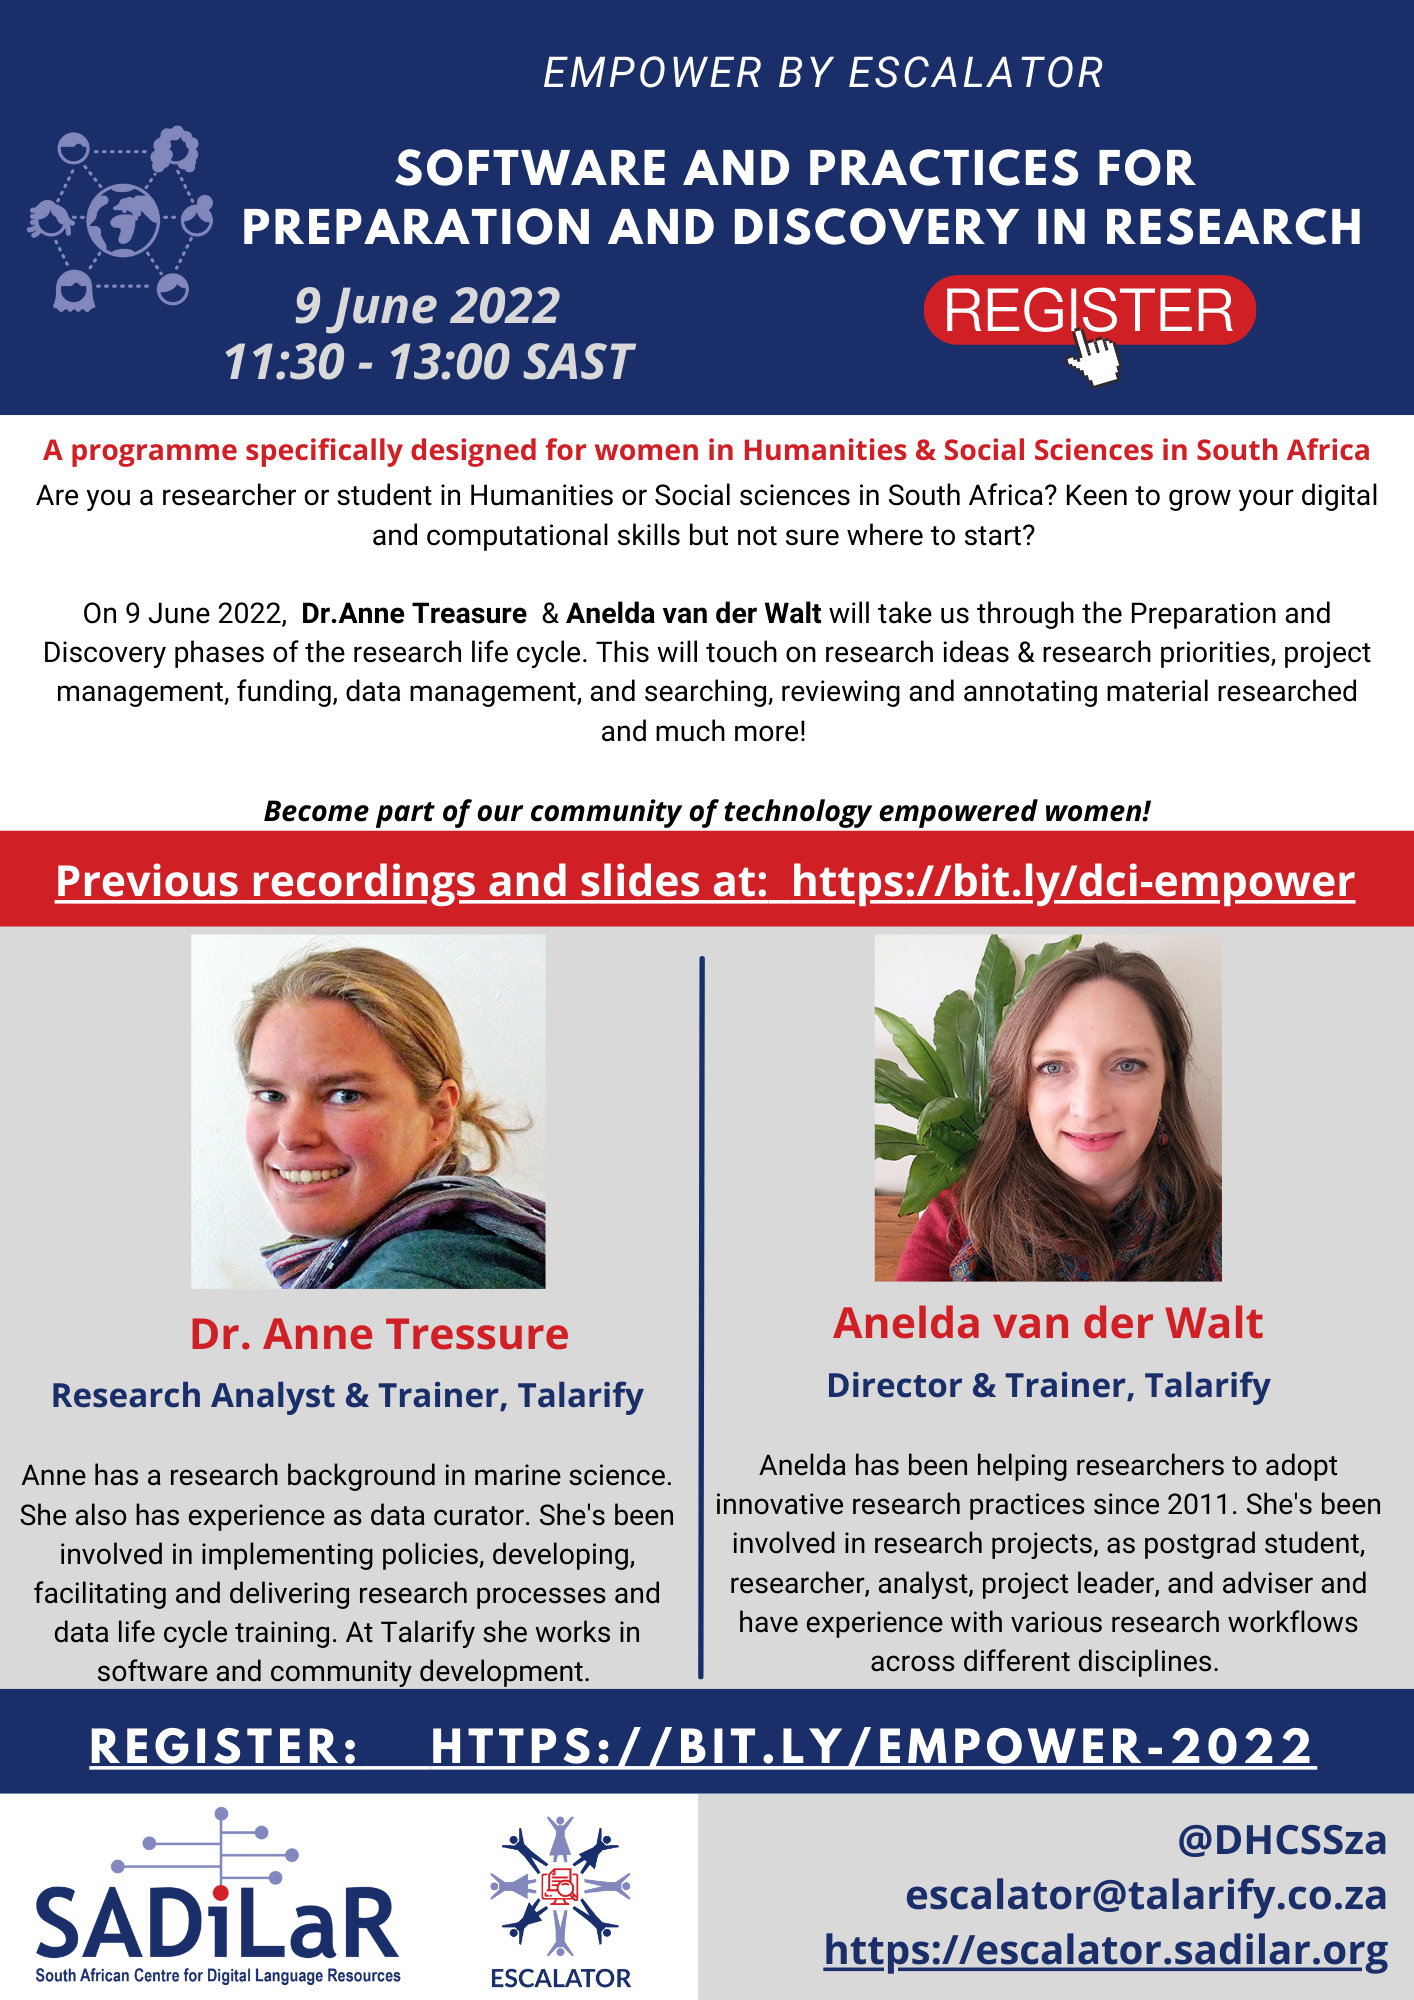 EMPOWER BY ESCALATOR
SOFTWARE AND PRACTICES FOR
PREPARATION AND DISCOVERY IN RESEARCH
9 June 2022
11:30 - 13:00 SAST
REGISTER
A programme specifically designed for women in Humanities & Social Sciences in South Africa
Are you a researcher or student in Humanities or Social sciences in South Africa? Keen to grow your digital
and computational skills but not sure where to start?
On 9 June 2022, Dr.Anne Treasure & Anelda van der Walt will take us through the Preparation and
Discovery phases of the research life cycle. This will touch on research ideas & research priorities, project
management, funding, data management, and searching, reviewing and annotating material researched
and much more!
Become part of our community of technology empowered women!
Previous recordings and slides at: https://bit.ly/dci-empower
Dr. Anne Tressure
Research Analyst & Trainer, Talarify
Anne has a research background in marine science.
She also has experience as data curator. She's been
involved in implementing policies, developing,
facilitating and delivering research processes and
data life cycle training. At Talarify she works in
software and community development.
Anelda van der Walt
Director & Trainer, Talarify
Anelda has been helping researchers to adopt
innovative research practices since 2011. She's been
involved in research projects, as postgrad student,
researcher, analyst, project leader, and adviser and
have experience with various research workflows
across different disciplines.
REGISTER: HTTPS://BIT.LY/EMPOWER-2022
SADiLaR
South African Centre for Digital Language Resources
ESCALATOR
@DHCSSza
escalator@talarify.co.za
https://escalator.sadilar.org